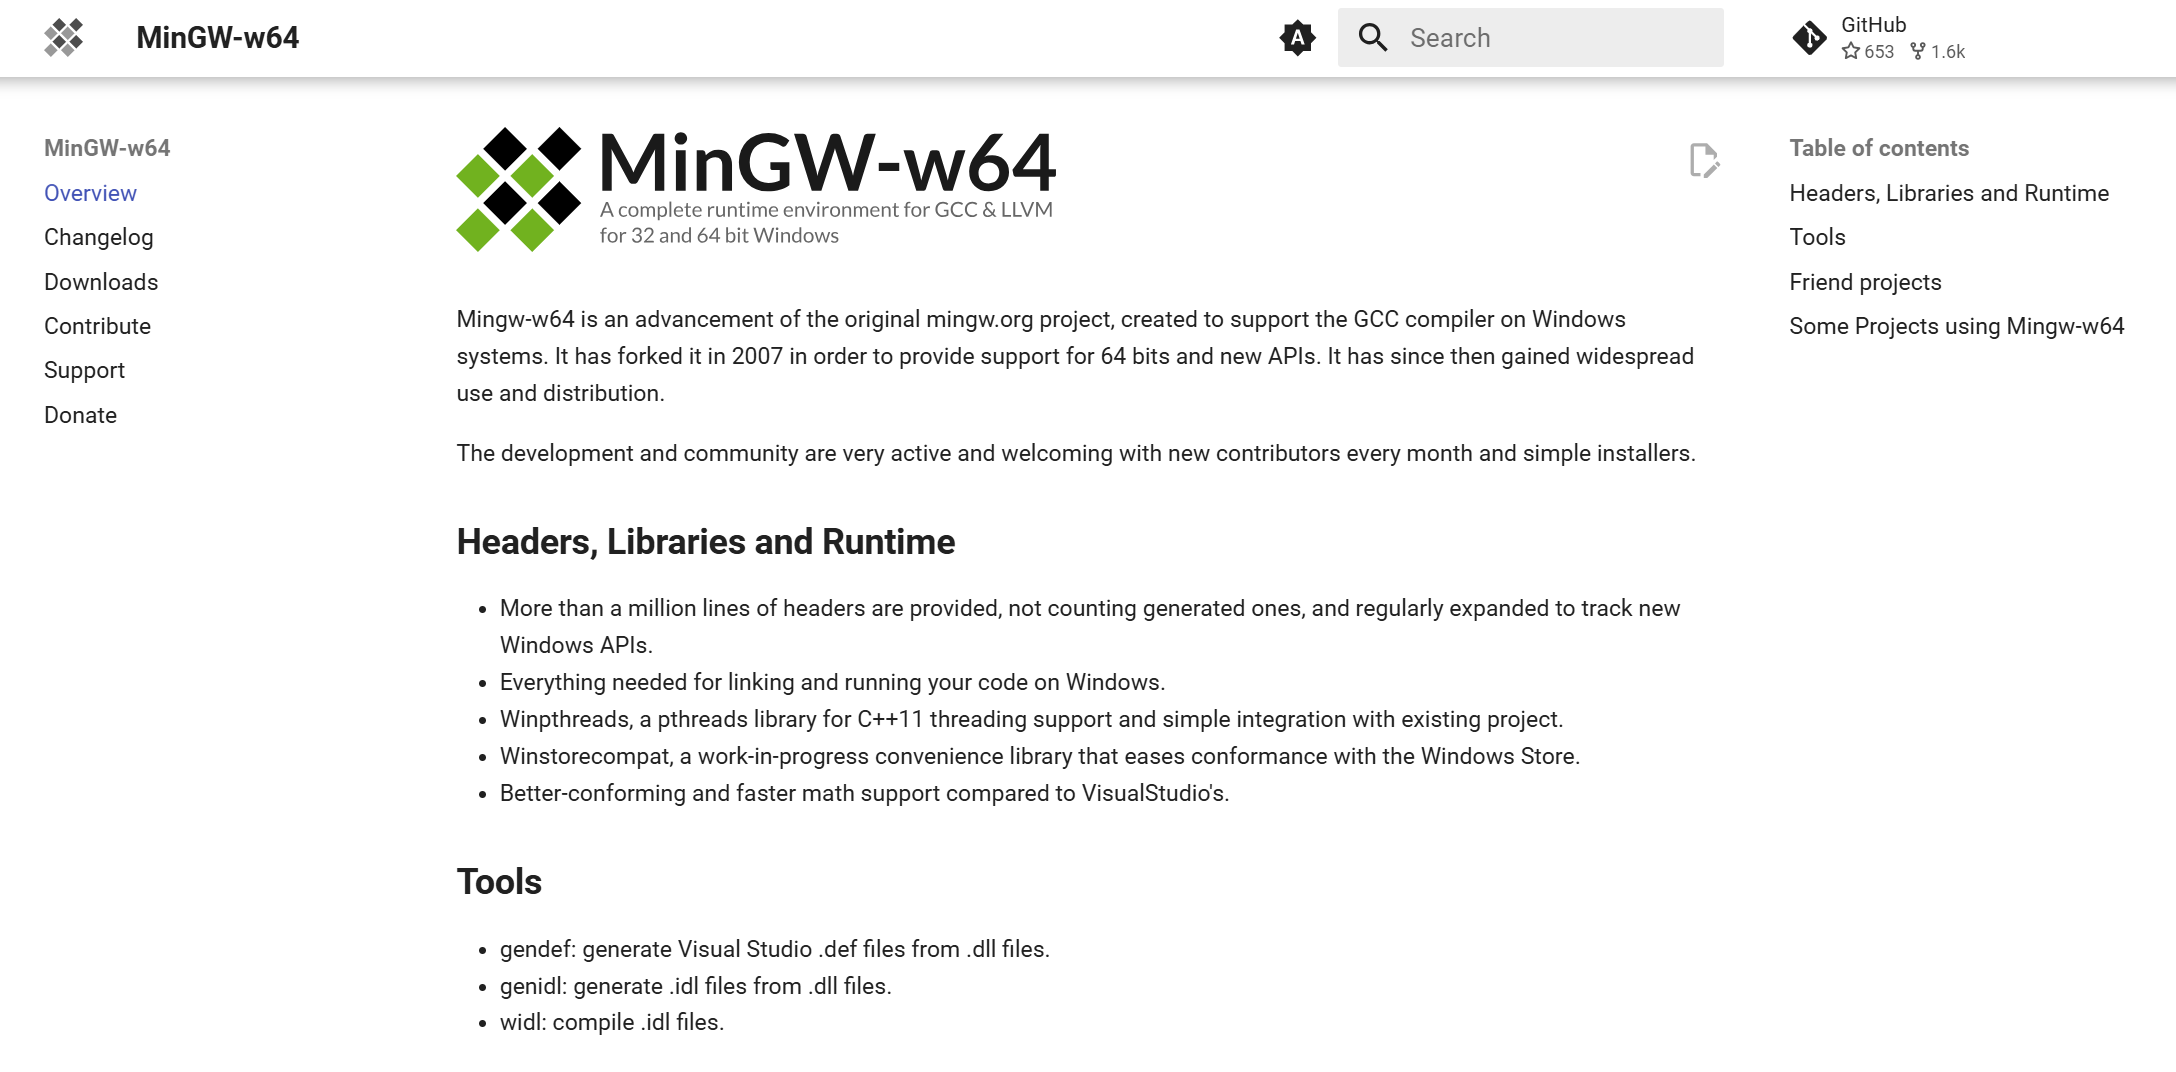 MinGW-w64
A
Search
GitHub
653 1.6k
MinGW-w64
Overview
Changelog
Downloads
Contribute
Support
Donate
MinGW-w64
A complete runtime environment for GCC & LLVM
for 32 and 64 bit Windows
Mingw-w64 is an advancement of the original mingw.org project, created to support the GCC compiler on Windows
systems. It has forked it in 2007 in order to provide support for 64 bits and new APIs. It has since then gained widespread
use and distribution.
The development and community are very active and welcoming with new contributors every month and simple installers.
Headers, Libraries and Runtime
• More than a million lines of headers are provided, not counting generated ones, and regularly expanded to track new
Windows APIs.
• Everything needed for linking and running your code on Windows.
• Winpthreads, a pthreads library for C++11 threading support and simple integration with existing project.
• Winstorecompat, a work-in-progress convenience library that eases conformance with the Windows Store.
• Better-conforming and faster math support compared to VisualStudio's.
Tools
• gendef: generate Visual Studio .def files from .dll files.
• genidl: generate .idl files from .dll files.
• widl: compile .idl files.
Table of contents
Headers, Libraries and Runtime
Tools
Friend projects
Some Projects using Mingw-w64